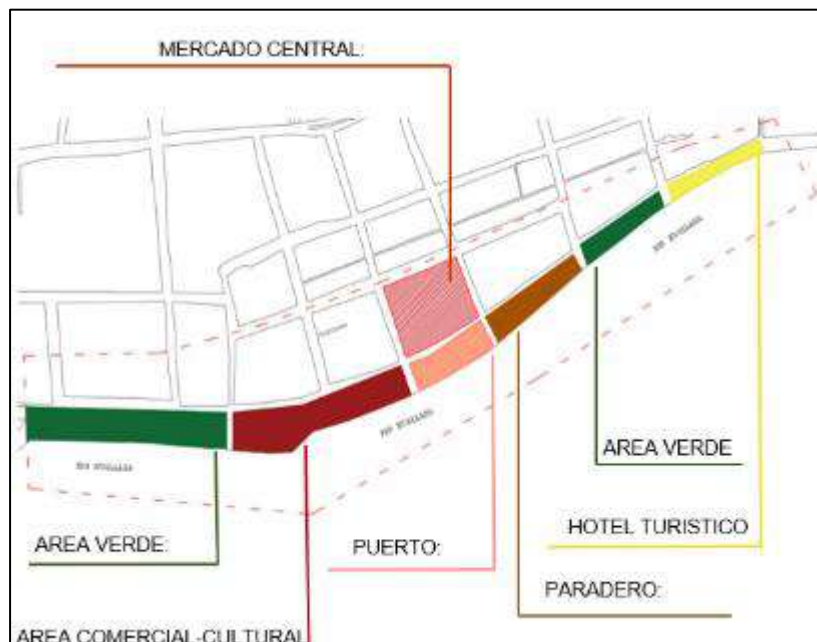 MERCADO CENTRAL:
AREA VERDE
AREA VERDE:
PUERTO:
HOTEL TURISTICO
PARADERO:
AREA COMERCIAL-CULTURAL